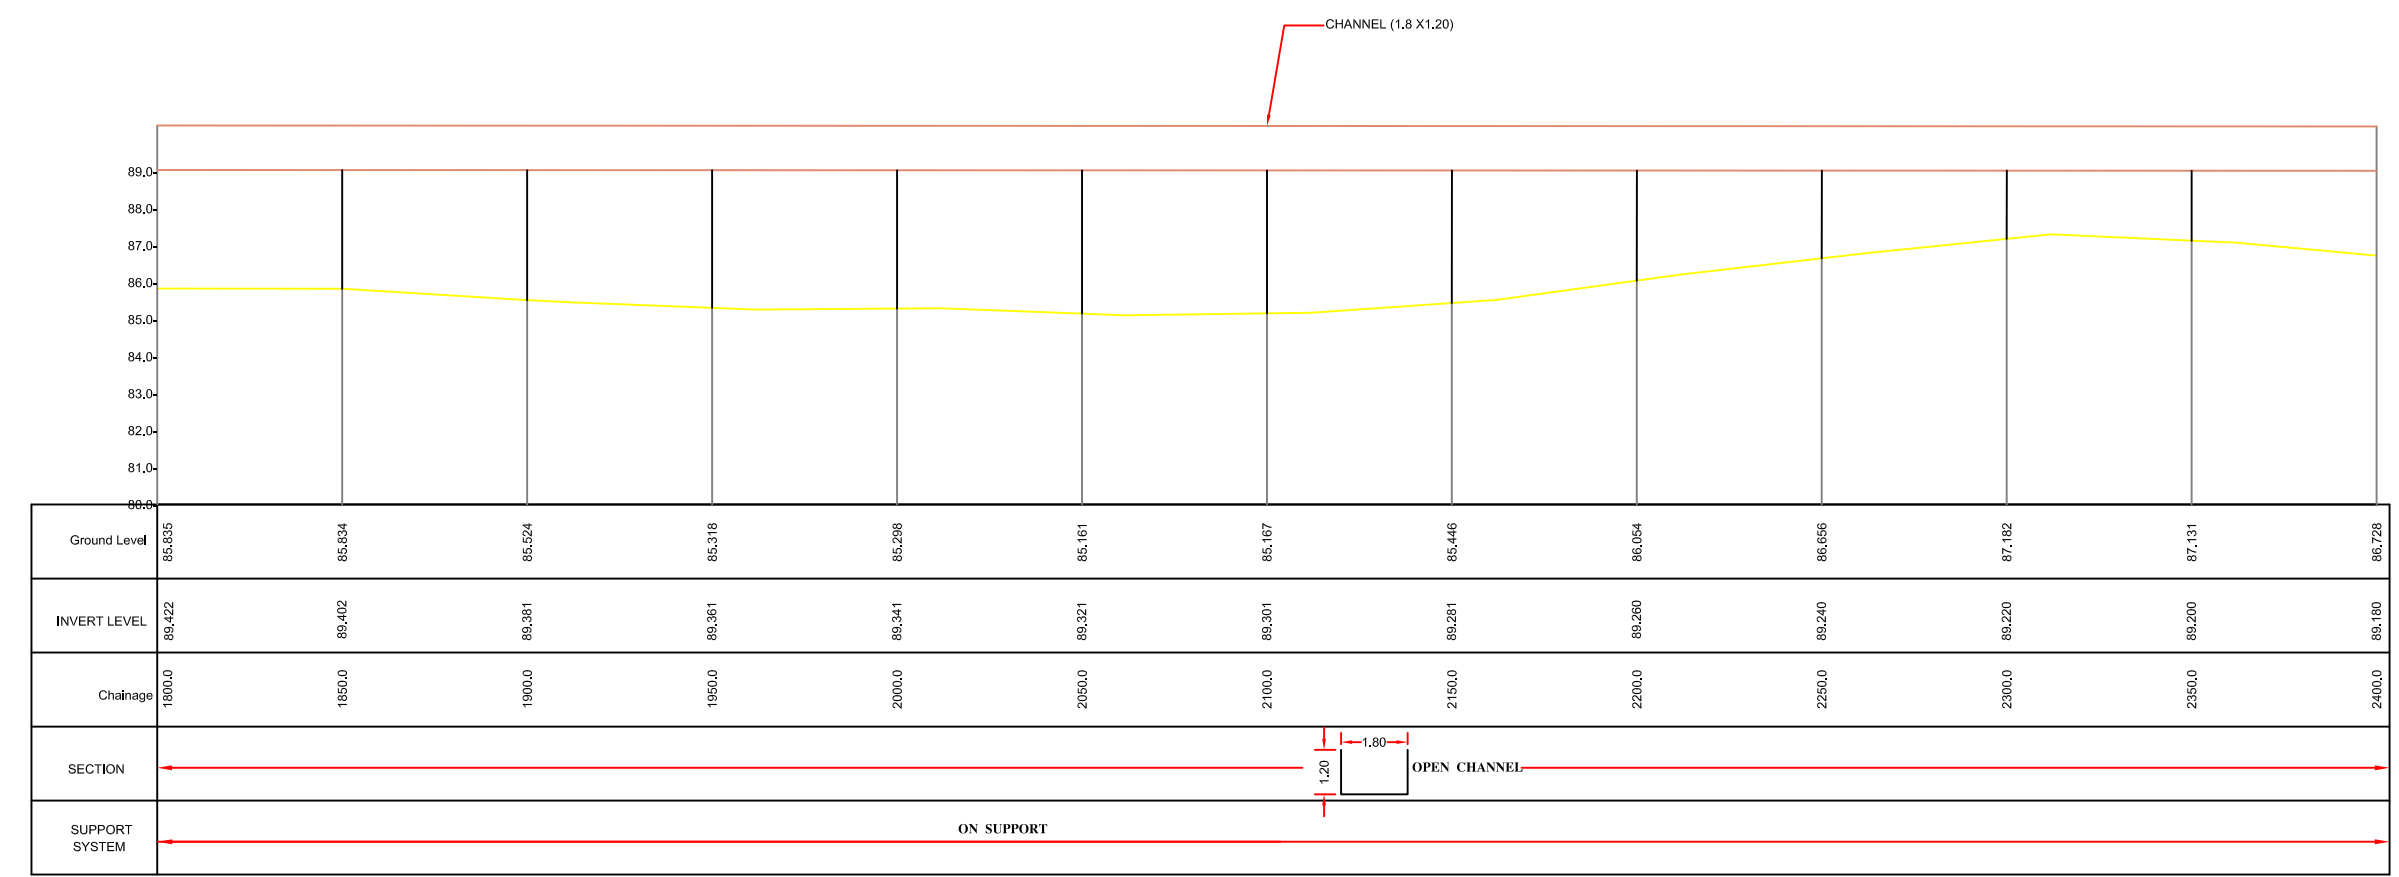 CHANNEL (1.8 X1.20)
89.0
88.0
87.0
86.0
85.0
84.0
83.0
82.0
81.0
80.0
Ground Level 85.835 85.834 85.524 85.318 85.298 85.161 85.167 85.446 86.054 86.656 87.182 87.131 86.728
INVERT LEVEL 89.422 89.402 89.381 89.361 89.341 89.321 89.301 89.281 89.260 89.240 89.220 89.200 89.180
Chainage 1800.0 1850.0 1900.0 1950.0 2000.0 2050.0 2100.0 2150.0 2200.0 2250.0 2300.0 2350.0 2400.0
SECTION 1.20 1.80 OPEN CHANNEL
SUPPORT
SYSTEM
ON SUPPORT